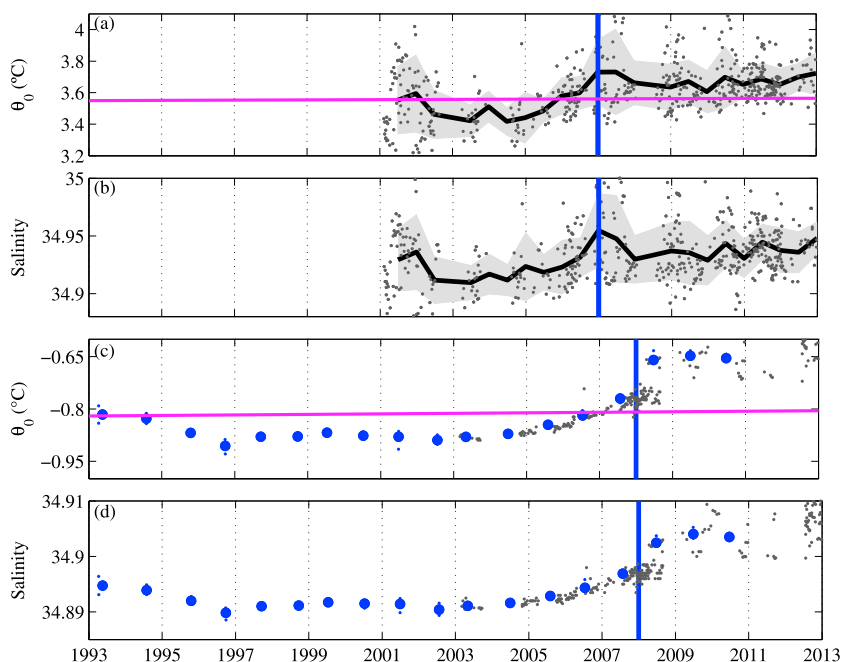 (a)
4
3.8
3.6
3.4
3.2
θ0 (°C)
(b)
35
34.95
34.9
Salinity
(c)
−0.65
−0.8
−0.95
θ0 (°C)
(d)
34.91
34.9
34.89
Salinity
1993 1995 1997 1999 2001 2003 2005 2007 2009 2011 2013